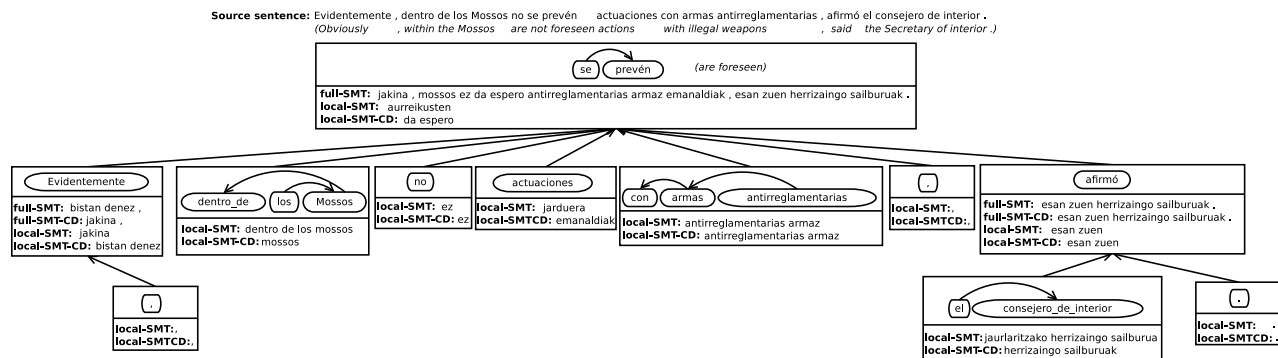 Source sentence: Evidentemente , dentro de los Mossos no se prevén actuaciones con armas antirreglamentarias , afirmó el consejero de interior .
(Obviously , within the Mossos are not foreseen actions with illegal weapons , said the Secretary of interior .)
se prevén (are foreseen)
full-SMT: jakina , mossos ez da espero antirreglamentarias armaz emanaldiak , esan zuen herrizaingo sailburuak .
local-SMT: aurreikusten
local-SMT-CD: da espero
Evidentemente
full-SMT: bistan denez ,
full-SMT-CD: jakina ,
local-SMT: jakina
local-SMT-CD: bistan denez
dentro_de los Mossos
local-SMT: dentro de los mossos
local-SMT-CD: mossos
no
local-SMT: ez
local-SMT-CD: ez
actuaciones
local-SMT: jarduera
local-SMTCD: emanaldiak
con armas antirreglamentarias
local-SMT: antirreglamentarias armaz
local-SMT-CD: antirreglamentarias armaz
,
local-SMT:,
local-SMTCD:,
afirmó
full-SMT: esan zuen herrizaingo sailburuak .
full-SMT-CD: esan zuen herrizaingo sailburuak .
local-SMT: esan zuen
local-SMT-CD: esan zuen
,
local-SMT:,
local-SMTCD:,
el consejero_de_interior
local-SMT: jaurlaritzako herrizaingo sailburua
local-SMT-CD: herrizaingo sailburuak
.
local-SMT: .
local-SMTCD: .